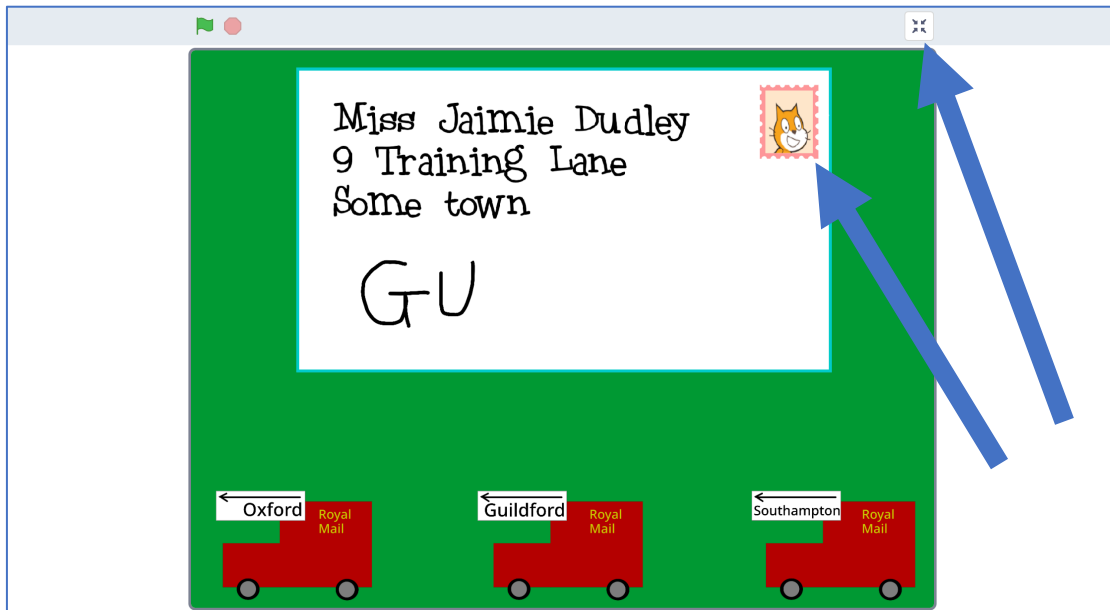 Miss Jaimie Dudley
9 Training Lane
Some town
GU
Oxford
Royal
Mail
Guildford
Royal
Mail
Southampton
Royal
Mail